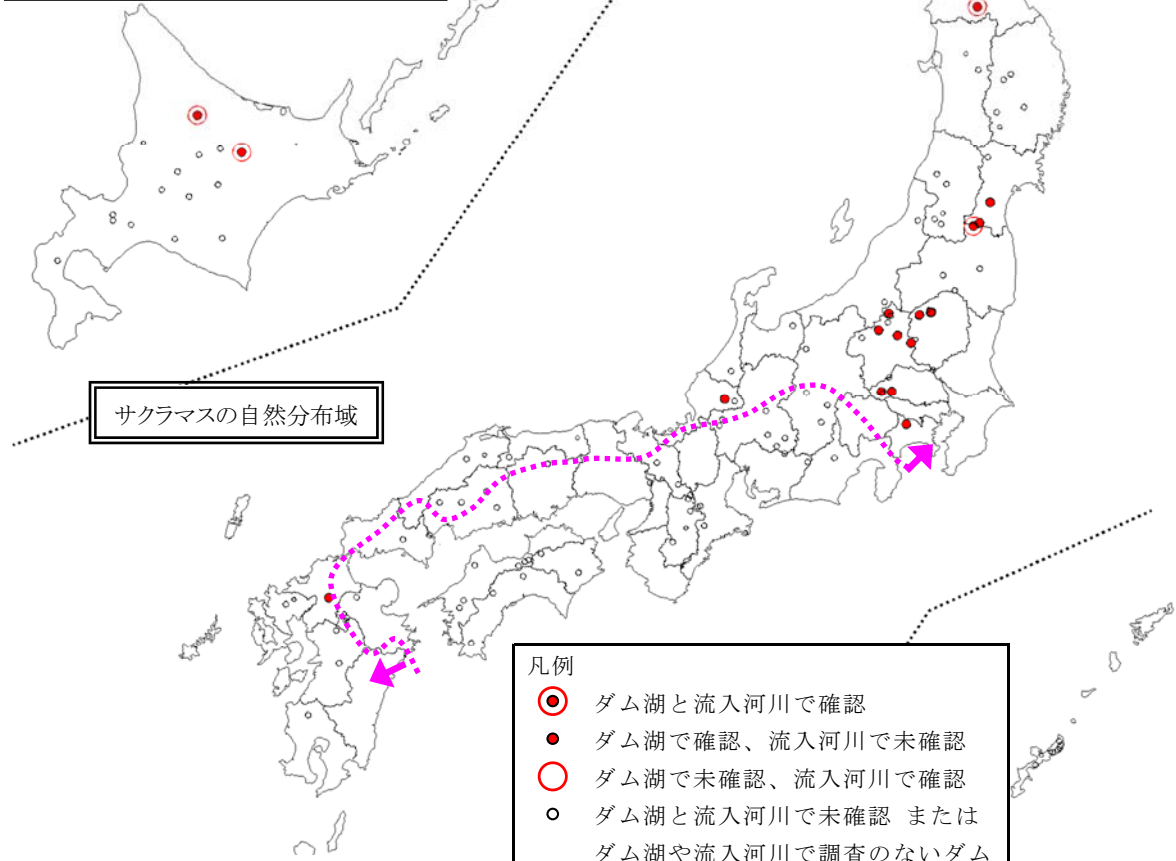 サクラマスの自然分布域
凡例
ダム湖と流入河川で確認
ダム湖で確認、流入河川で未確認
ダム湖で未確認、流入河川で確認
ダム湖と流入河川で未確認 または
ダム湖や流入河川で調査のないダム